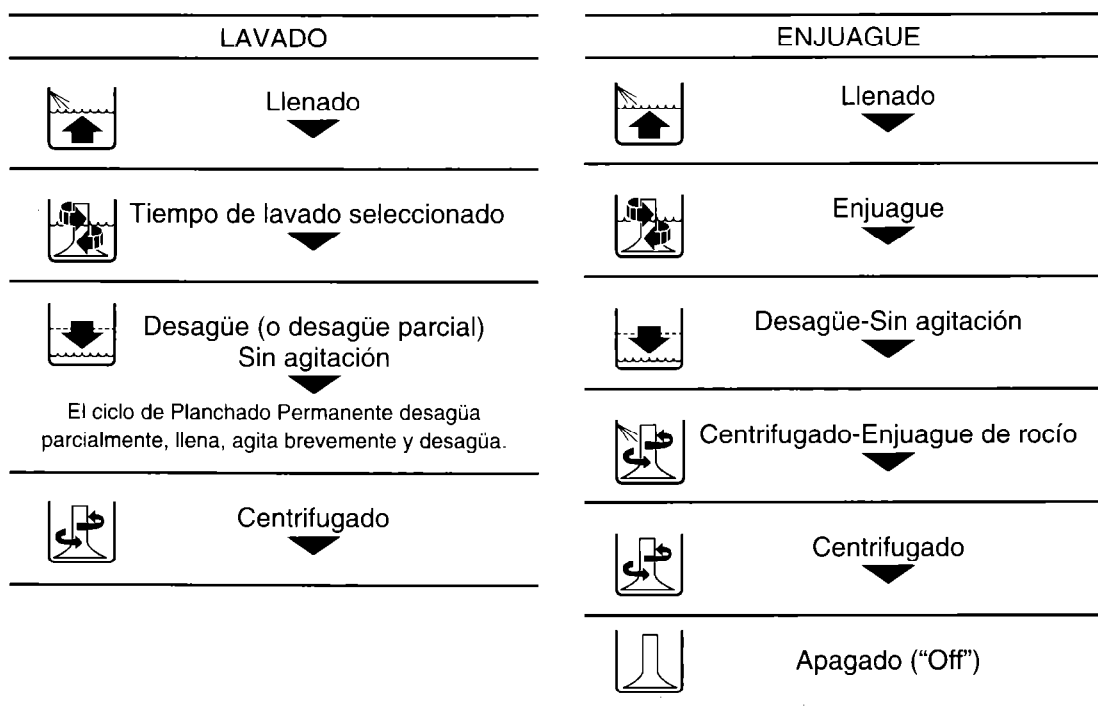 LAVADO
Llenado
Tiempo de lavado seleccionado
Desagüe (o desagüe parcial)
Sin agitación
El ciclo de Planchado Permanente desagüa
parcialmente, llena, agita brevemente y desagüa.
Centrifugado
ENJUAGUE
Llenado
Enjuague
Desagüe-Sin agitación
Centrifugado-Enjuague de rocío
Centrifugado
Apagado (“Off”)